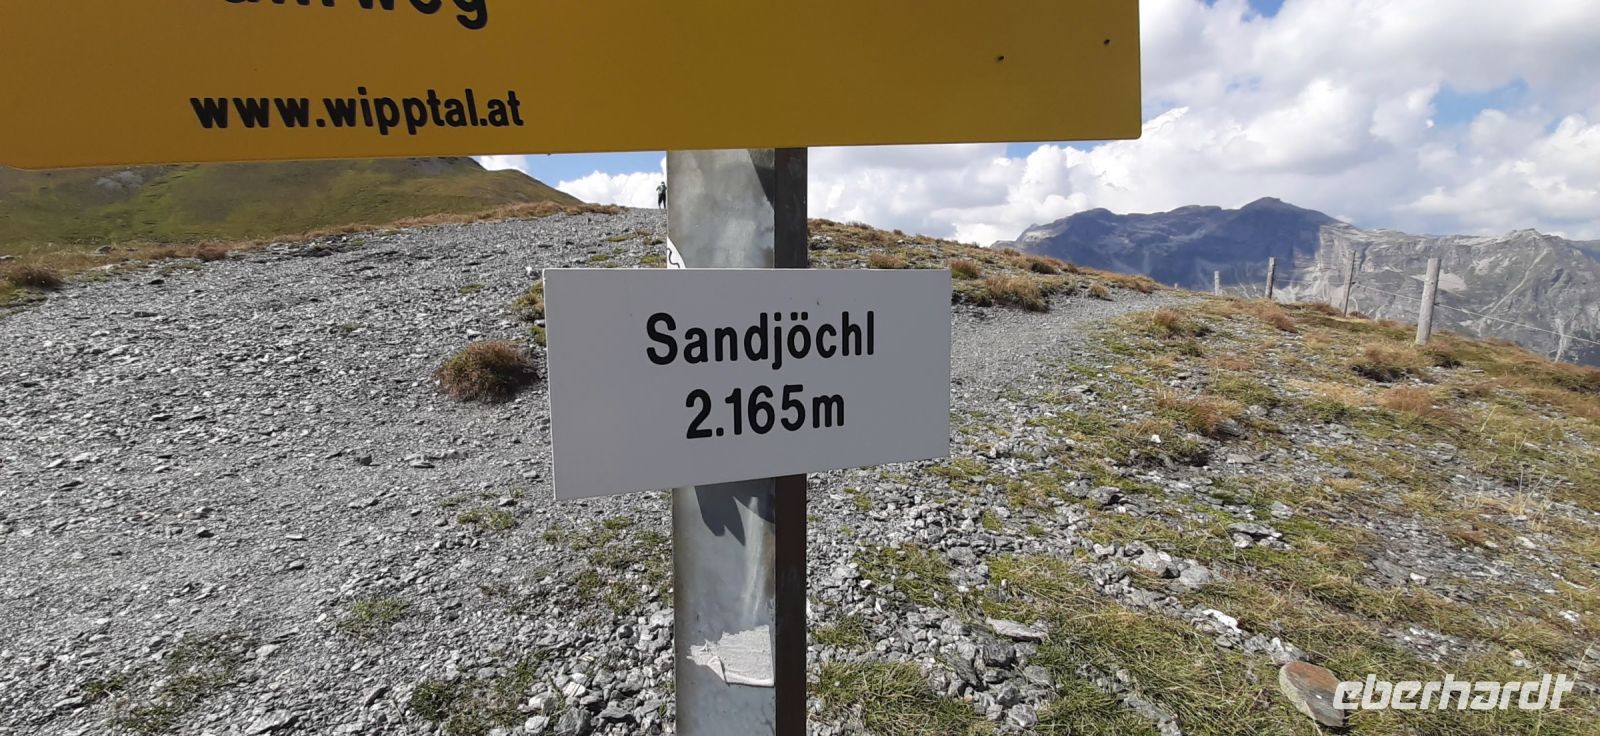 www.wipptal.at
Sandjöchl
2.165m
eberhardt